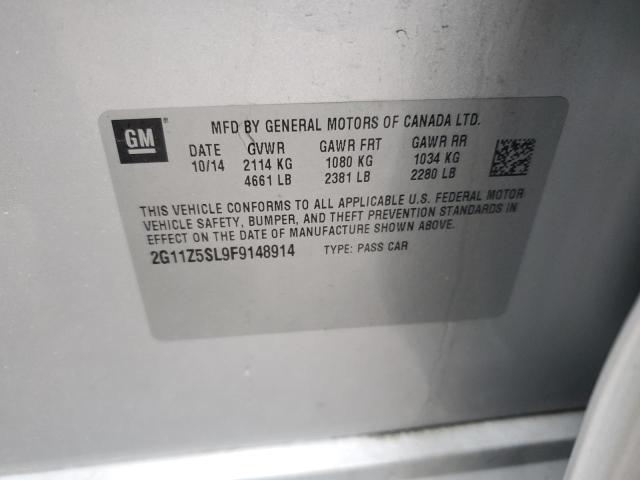 GM
MFD BY GENERAL MOTORS OF CANADA LTD.
DATE GVWR GAWR FRT GAWR RR
10/14 2114 KG 1080 KG 1034 KG
4661 LB 2381 LB 2280 LB
THIS VEHICLE CONFORMS TO ALL APPLICABLE U.S. FEDERAL MOTOR
VEHICLE SAFETY, BUMPER, AND THEFT PREVENTION STANDARDS IN
EFFECT ON THE DATE OF MANUFACTURE SHOWN ABOVE.
2G11Z5SL9F9148914 TYPE: PASS CAR